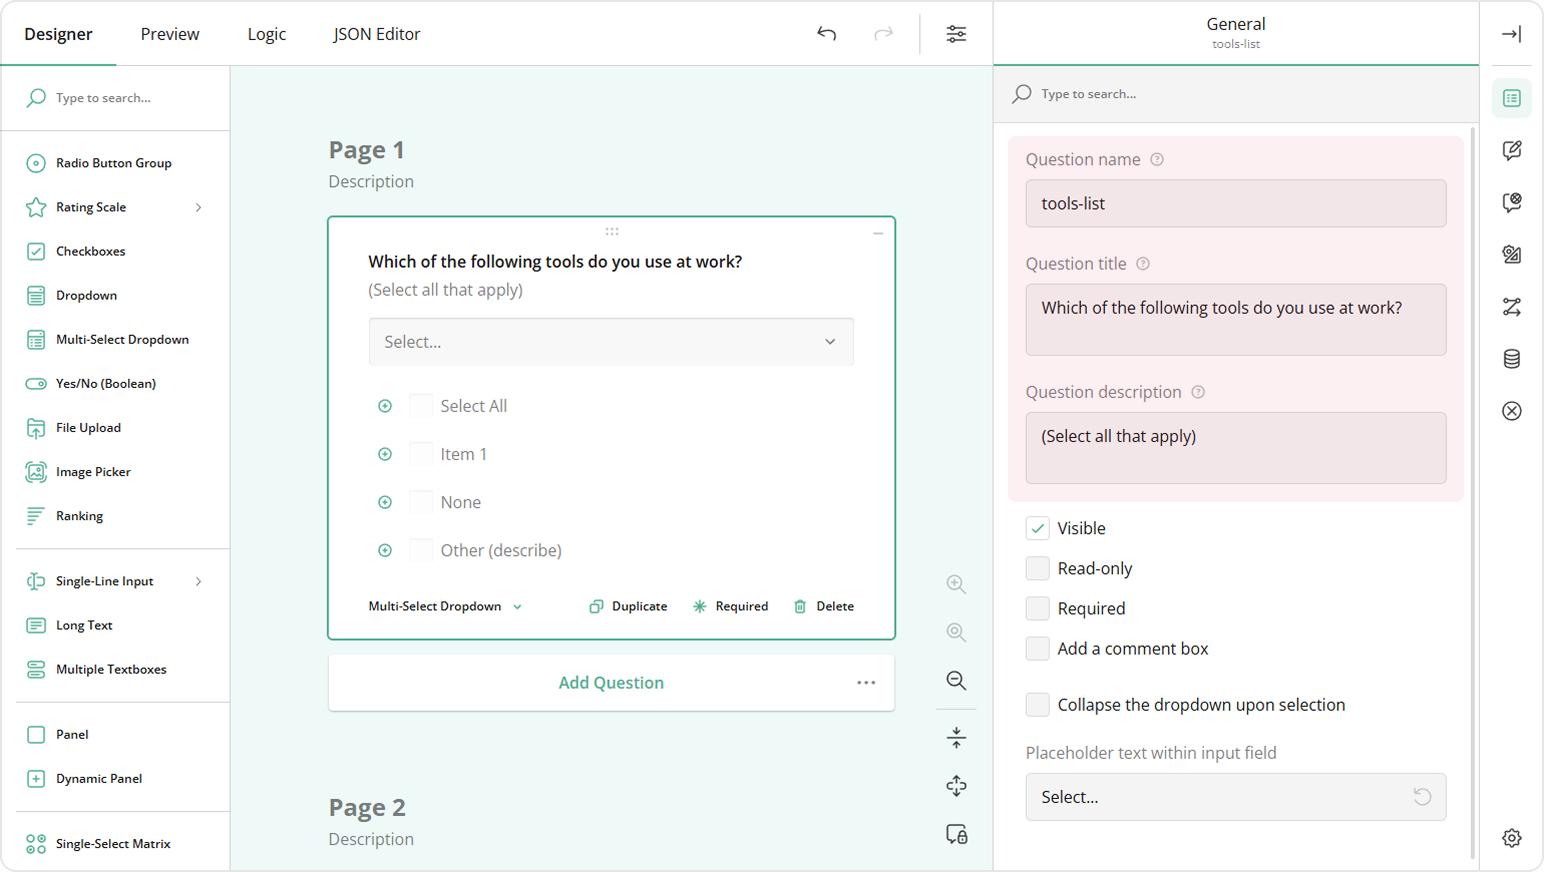 Designer
Preview
Logic
JSON Editor
General
tools-list
Type to search...
Radio Button Group
Rating Scale
Checkboxes
Dropdown
Multi-Select Dropdown
Yes/No (Boolean)
File Upload
Image Picker
Ranking
Single-Line Input
Long Text
Multiple Textboxes
Panel
Dynamic Panel
Single-Select Matrix
Page 1
Description
Which of the following tools do you use at work?
(Select all that apply)
Select...
Select All
Item 1
None
Other (describe)
Multi-Select Dropdown
Duplicate
Required
Delete
Add Question
Page 2
Description
Type to search...
Question name
tools-list
Question title
Which of the following tools do you use at work?
Question description
(Select all that apply)
Visible
Read-only
Required
Add a comment box
Collapse the dropdown upon selection
Placeholder text within input field
Select...